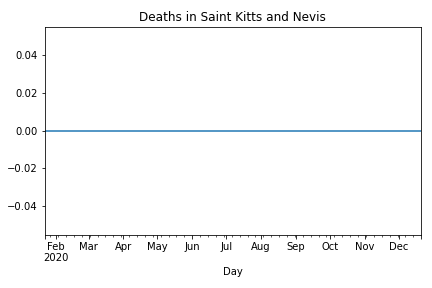 Deaths in Saint Kitts and Nevis
0.04
0.02
0.00
−0.02
−0.04
Feb Mar Apr May Jun Jul Aug Sep Oct Nov Dec
2020
Day